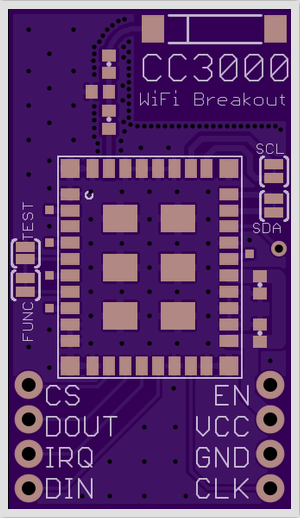 CC3000
WiFi Breakout
SCL
SDA
TEST
FUNC
CS
DOUT
IRQ
DIN
EN
VCC
GND
CLK